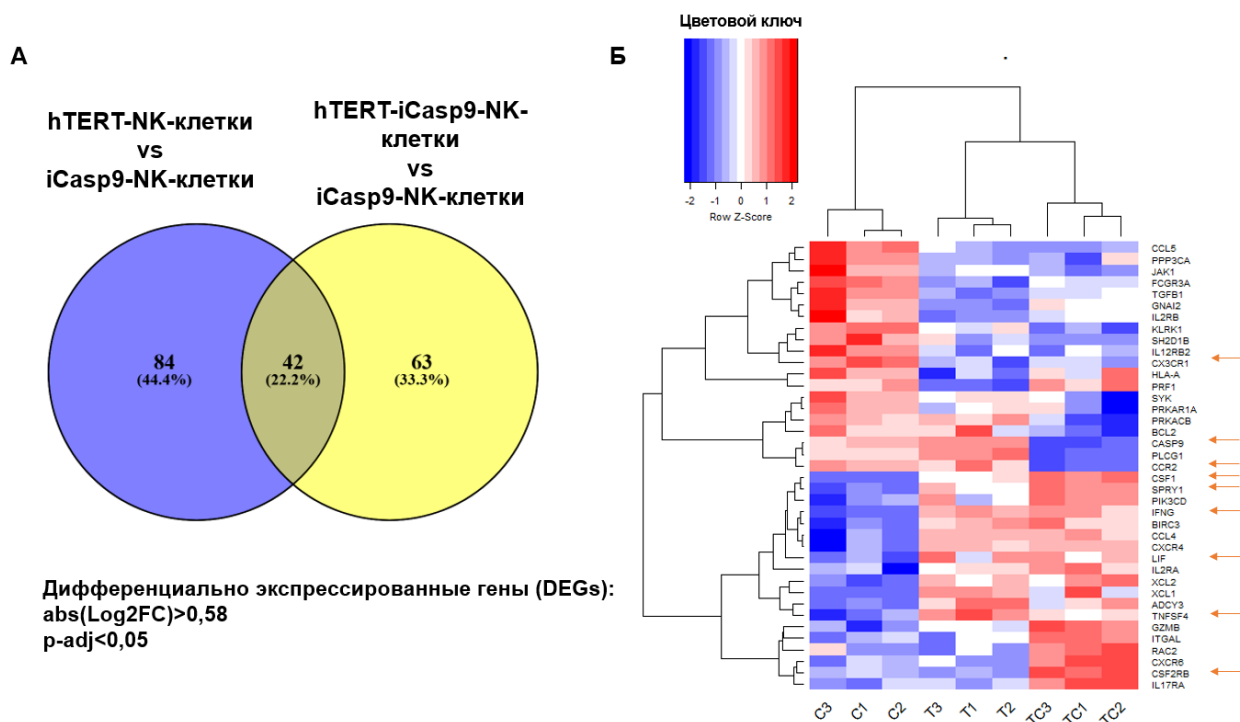 А
hTERT-NK-клетки
vs
iCasp9-NK-клетки
hTERT-iCasp9-NK-
клетки
vs
iCasp9-NK-клетки
84
(44.4%)
42
(22.2%)
63
(33.3%)
Дифференциально экспрессированные гены (DEGs):
abs(Log2FC)>0,58
p-adj<0,05
Б
Цветовой ключ
-2 -1 0 1 2
Row Z-Score
CCL5
PPP3CA
JAK1
FCGR3A
TGFB1
GNAI2
IL2RB
KLRK1
SH2D1B
IL12RB2
CX3CR1
HLA-A
PRF1
SYK
PRKAR1A
PRKACB
BCL2
CASP9
PLCG1
CCR2
CSF1
SPRY1
PIK3CD
IFNG
BIRC3
CCL4
CXCR4
LIF
IL2RA
XCL2
XCL1
ADCY3
TNFSF4
GZMB
ITGAL
RAC2
CXCR6
CSF2RB
IL17RA
C3 C1 C2 T3 T1 T2 TC3 TC1 TC2